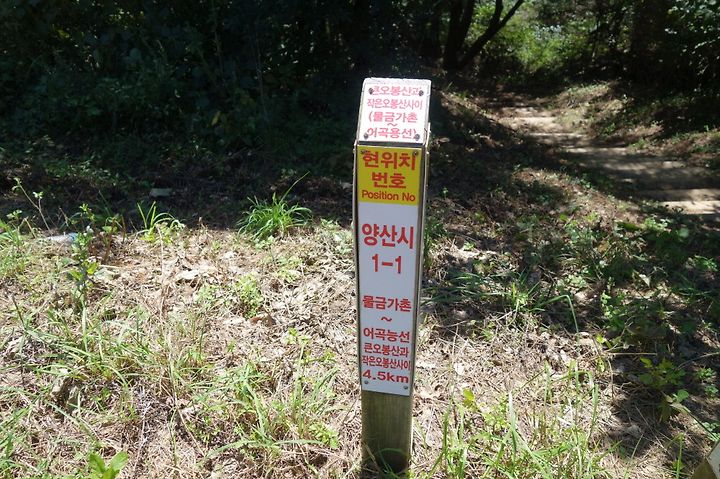 큰오봉산과
작은오봉산사이
(물금가촌
~
어곡용선)
현위치
번호
Position No
양산시
1-1
물금가촌
~
어곡능선
큰오봉산과
작은오봉산사이
4.5km